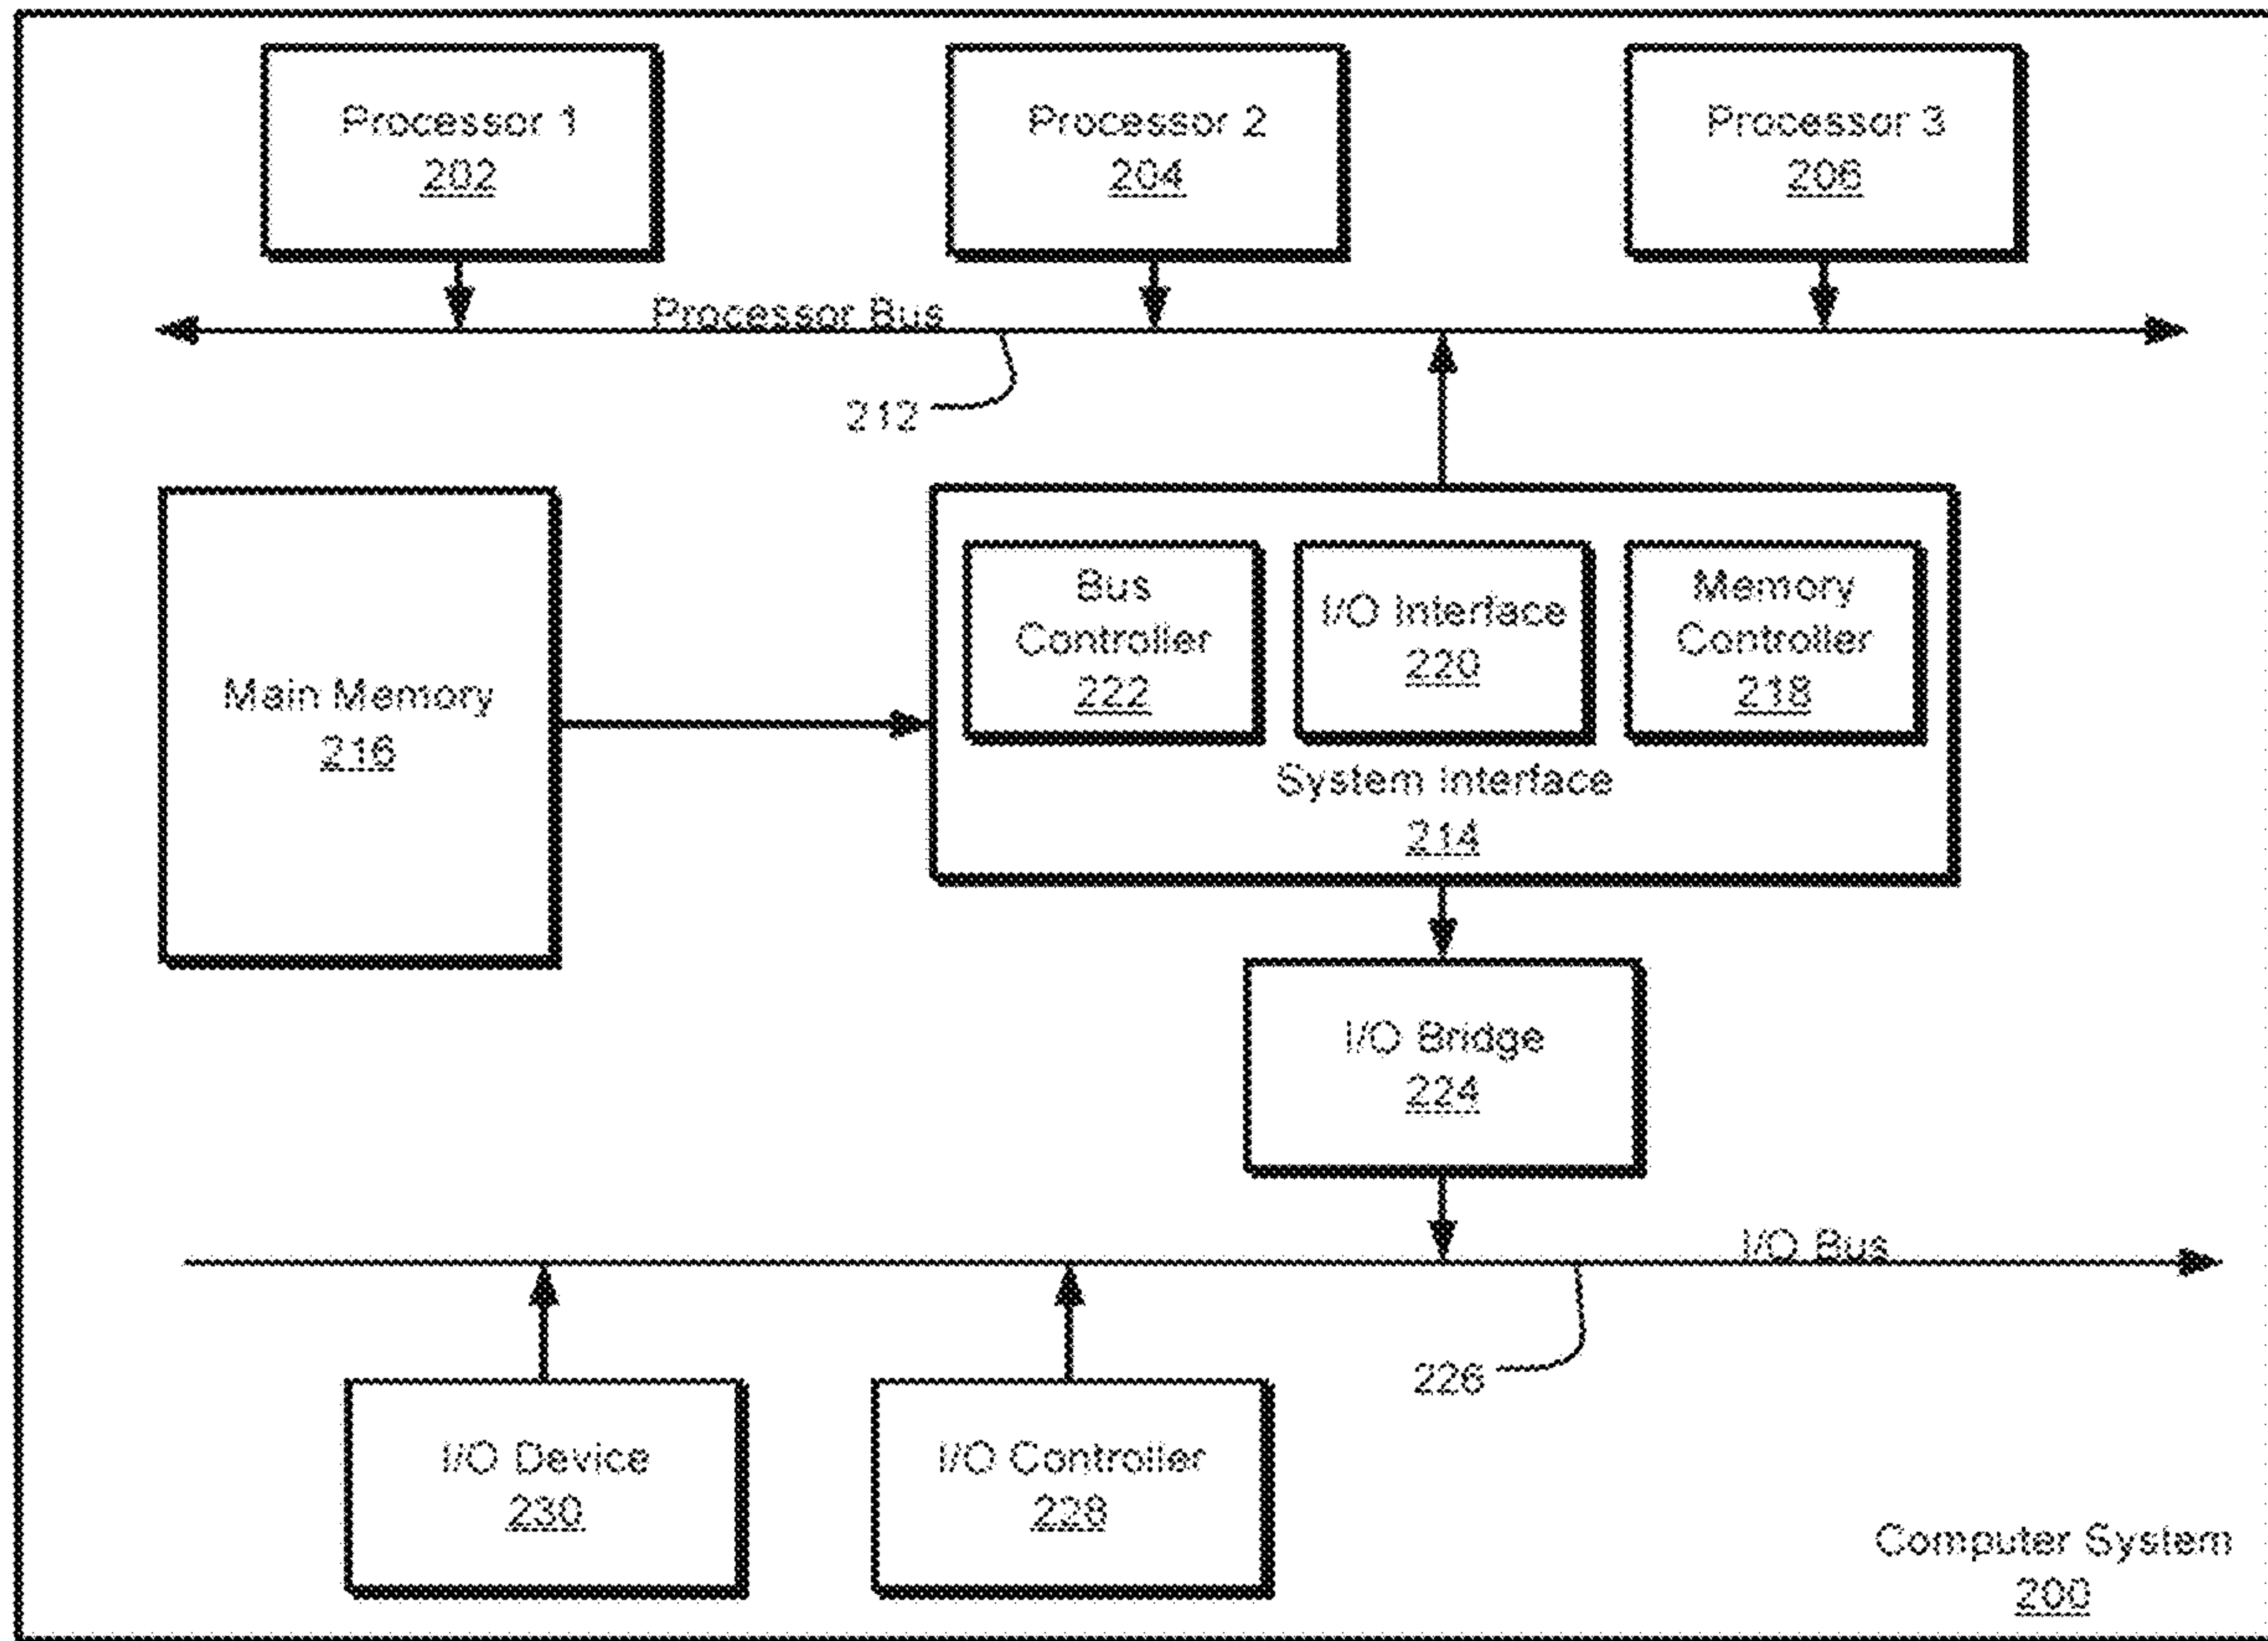 Processor 1
202
Processor 2
204
Processor 3
206
Processor Bus
212
Main Memory
216
Bus
Controller
222
I/O Interface
220
Memory
Controller
218
System Interface
214
I/O Bridge
224
I/O Bus
226
I/O Device
230
I/O Controller
228
Computer System
200